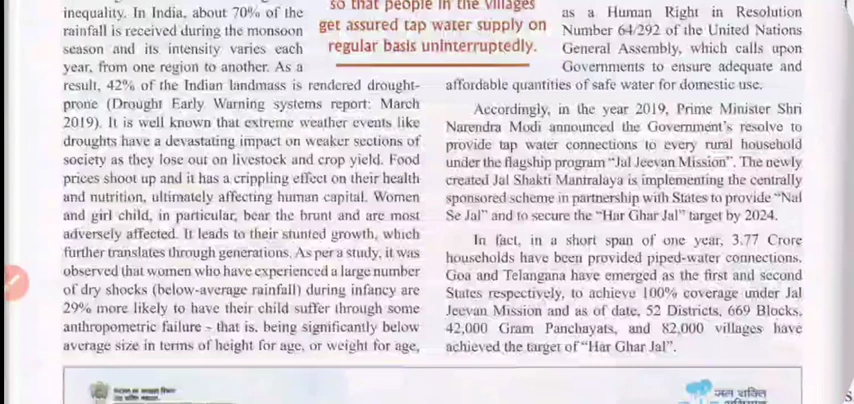 inequality. In India, about 70% of the
rainfall is received during the monsoon
season and its intensity varies each
year, from one region to another. As a
result, 42% of the Indian landmass is rendered drought-
prone (Drought Early Warning systems report: March
2019). It is well known that extreme weather events like
droughts have a devastating impact on weaker sections of
society as they lose out on livestock and crop yield. Food
prices shoot up and it has a crippling effect on their health
and nutrition, ultimately affecting human capital. Women
and girl child, in particular, bear the brunt and are most
adversely affected. It leads to their stunted growth, which
further translates through generations. As per a study, it was
observed that women who have experienced a large number
of dry shocks (below-average rainfall) during infancy are
29% more likely to have their child suffer through some
anthropometric failure - that is, being significantly below
average size in terms of height for age, or weight for age,
so that people in the villages
get assured tap water supply on
regular basis uninterruptedly.
as a Human Right in Resolution
Number 64/292 of the United Nations
General Assembly, which calls upon
Governments to ensure adequate and
affordable quantities of safe water for domestic use.
Accordingly, in the year 2019, Prime Minister Shri
Narendra Modi announced the Government's resolve to
provide tap water connections to every rural household
under the flagship program “Jal Jeevan Mission”. The newly
created Jal Shakti Mantralaya is implementing the centrally
sponsored scheme in partnership with States to provide “Nal
Se Jal” and to secure the “Har Ghar Jal” target by 2024.
In fact, in a short span of one year, 3.77 Crore
households have been provided piped-water connections.
Goa and Telangana have emerged as the first and second
States respectively, to achieve 100% coverage under Jal
Jeevan Mission and as of date, 52 Districts, 669 Blocks,
42,000 Gram Panchayats, and 82,000 villages have
achieved the target of “Har Ghar Jal”.
जल शक्ति